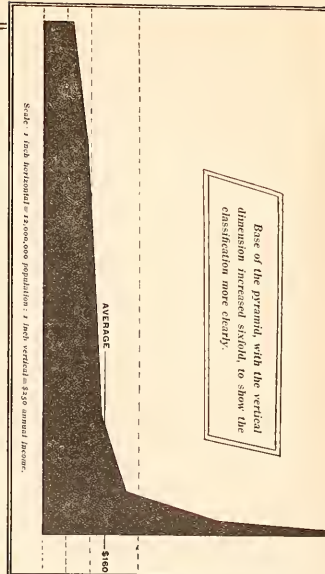 Base of the pyramid, with the vertical
dimension increased sixfold, to show the
classification more clearly.
AVERAGE
$160
Scale : 1 inch horizontal = 12,000,000 population ; 1 inch vertical = $250 annual income.